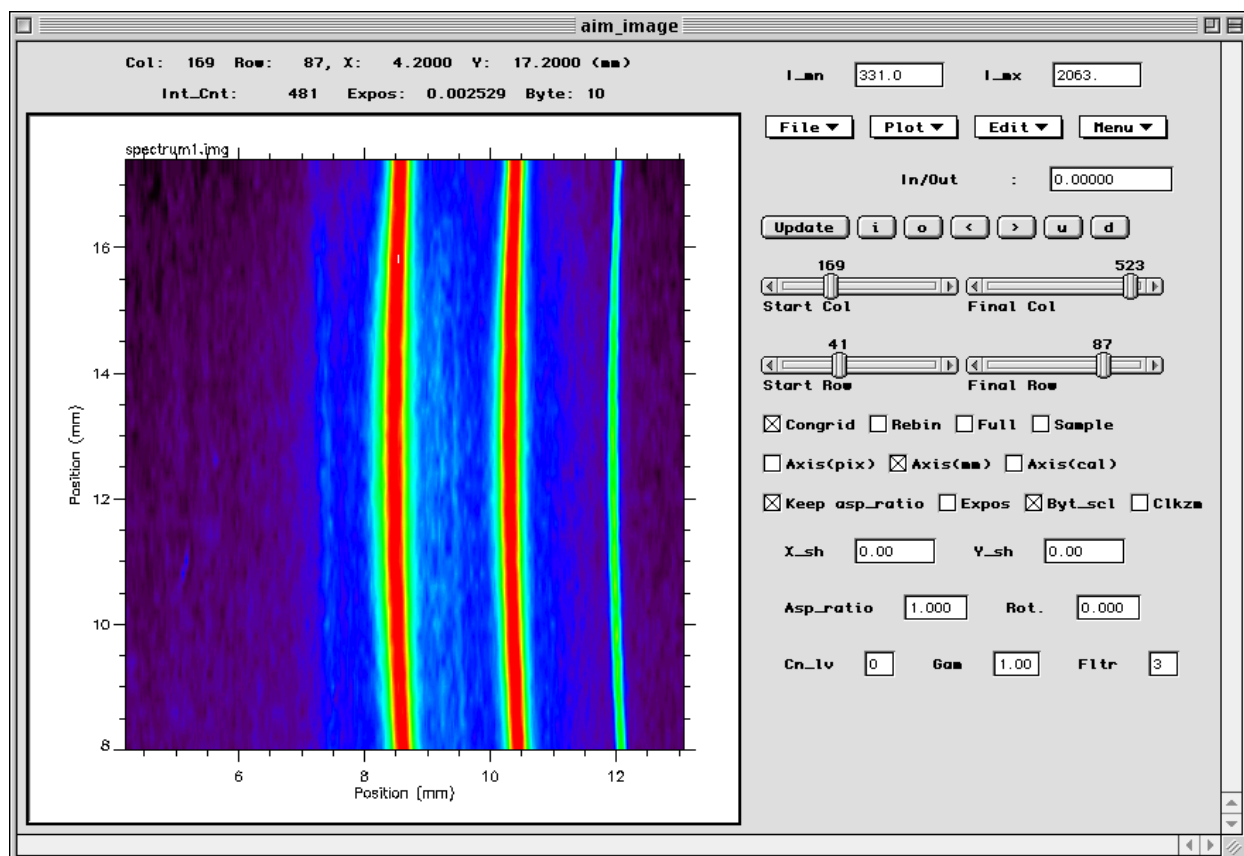 aim_image
Col: 169 Row: 87, X: 4.2000 Y: 17.2000 (mm)
Int_Cnt: 481 Expos: 0.002529 Byte: 10
I_mn 331.0 I_mx 2063.
File Plot Edit Menu
In/Out : 0.00000
Update i o < > u d
169 523
Start Col Final Col
41 87
Start Row Final Row
Congrid Rebin Full Sample
Axis(pix) Axis(mm) Axis(cal)
Keep asp_ratio Expos Byt_scl Clkzm
X_sh 0.00 Y_sh 0.00
Asp_ratio 1.000 Rot. 0.000
Cn_lv 0 Gam 1.00 Fltr 3
spectrum1.img
16
14
12
10
8
Position (mm)
6 8 10 12
Position (mm)